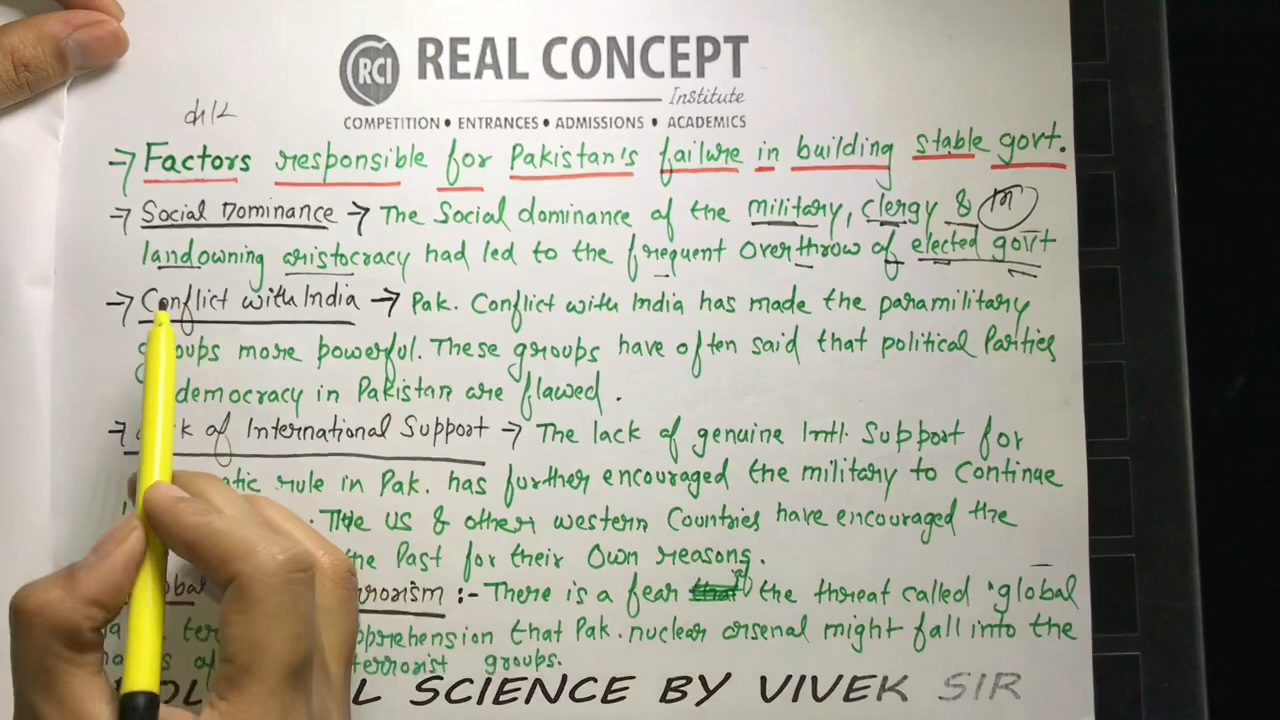 RCI REAL CONCEPT
Institute
COMPETITION • ENTRANCES • ADMISSIONS • ACADEMICS
→ Factors responsible for Pakistan's failure in building stable govt.
→ Social Dominance → The Social dominance of the military, clergy &
landowning aristocracy had led to the frequent overthrow of elected govt
→ Conflict with India → Pak. Conflict with India has made the paramilitary
groups more powerful. These groups have often said that political Parties
democracy in Pakistan are flawed.
→ of International Support → The lack of genuine Intl. Support for
rule in Pak. has further encouraged the military to continue
The US & other western Countries have encouraged the
the Past for their Own reasons.
:- There is a fear the threat called 'global
that Pak. nuclear arsenal might fall into the
terrorist groups.
SCIENCE BY VIVEK SIR